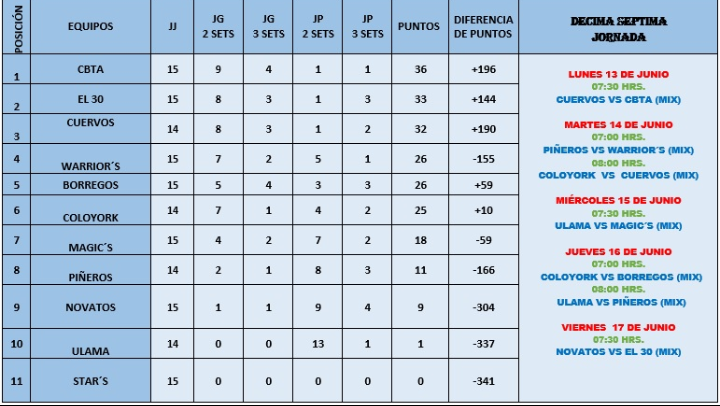 POSICIÓN EQUIPOS JJ JG 2 SETS JG 3 SETS JP 2 SETS JP 3 SETS PUNTOS DIFERENCIA DE PUNTOS
1 CBTA 15 9 4 1 1 36 +196
2 EL 30 15 8 3 1 3 33 +144
3 CUERVOS 14 8 3 1 2 32 +190
4 WARRIOR´S 15 7 2 5 1 26 -155
5 BORREGOS 15 5 4 3 3 26 +59
6 COLOYORK 14 7 1 4 2 25 +10
7 MAGIC´S 15 4 2 7 2 18 -59
8 PIÑEROS 14 2 1 8 3 11 -166
9 NOVATOS 15 1 1 9 4 9 -304
10 ULAMA 14 0 0 13 1 1 -337
11 STAR´S 15 0 0 0 0 0 -341
DECIMA SEPTIMA
JORNADA
LUNES 13 DE JUNIO
07:30 HRS.
CUERVOS VS CBTA (MIX)
MARTES 14 DE JUNIO
07:00 HRS.
PIÑEROS VS WARRIOR´S (MIX)
08:00 HRS.
COLOYORK VS CUERVOS (MIX)
MIÉRCOLES 15 DE JUNIO
07:30 HRS.
ULAMA VS MAGIC´S (MIX)
JUEVES 16 DE JUNIO
07:00 HRS.
COLOYORK VS BORREGOS (MIX)
08:00 HRS.
ULAMA VS PIÑEROS (MIX)
VIERNES 17 DE JUNIO
07:30 HRS.
NOVATOS VS EL 30 (MIX)